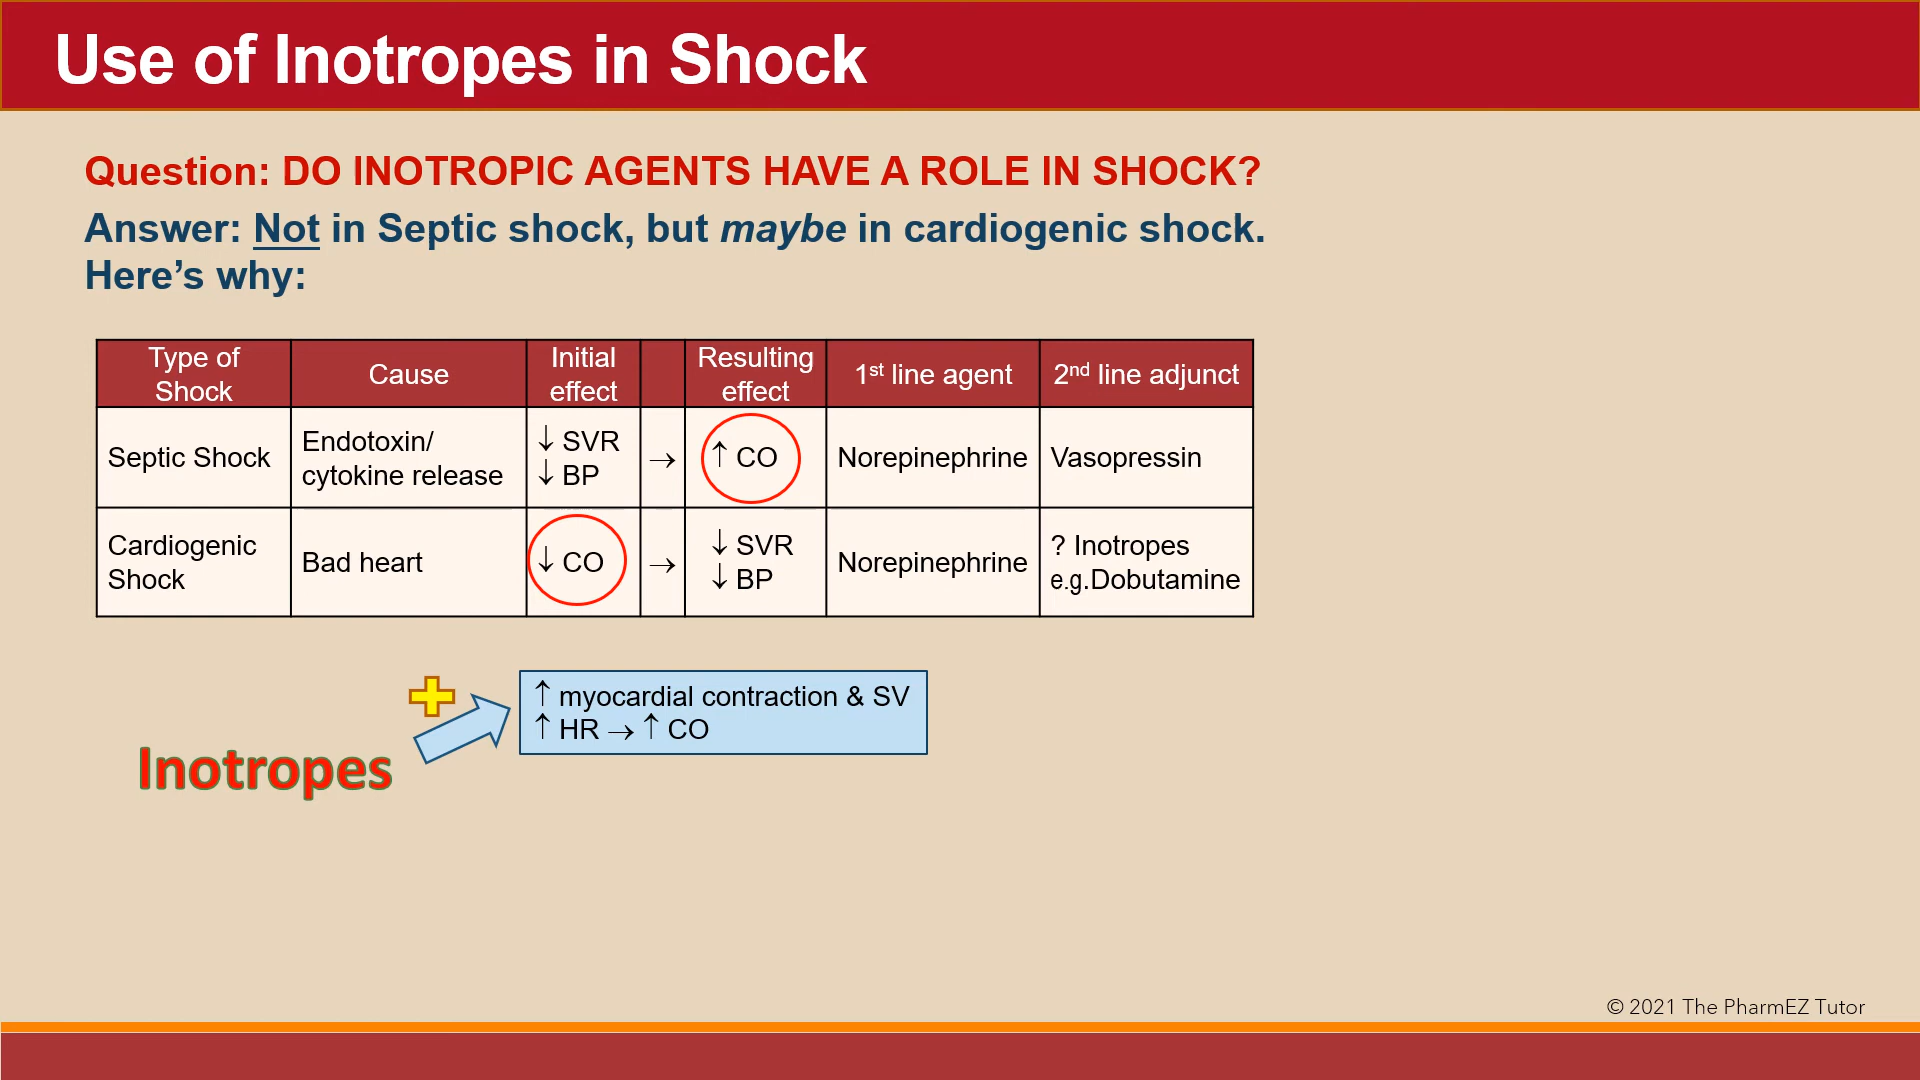 Use of Inotropes in Shock
Question: DO INOTROPIC AGENTS HAVE A ROLE IN SHOCK?
Answer: Not in Septic shock, but maybe in cardiogenic shock.
Here’s why:
Type of
Shock
Cause
Initial
effect
Resulting
effect
1st line agent
2nd line adjunct
Septic Shock
Endotoxin/
cytokine release
↓ SVR
↓ BP
→
↑ CO
Norepinephrine
Vasopressin
Cardiogenic
Shock
Bad heart
↓ CO
→
↓ SVR
↓ BP
Norepinephrine
? Inotropes
e.g.Dobutamine
Inotropes
↑ myocardial contraction & SV
↑ HR → ↑ CO
© 2021 The PharmEZ Tutor